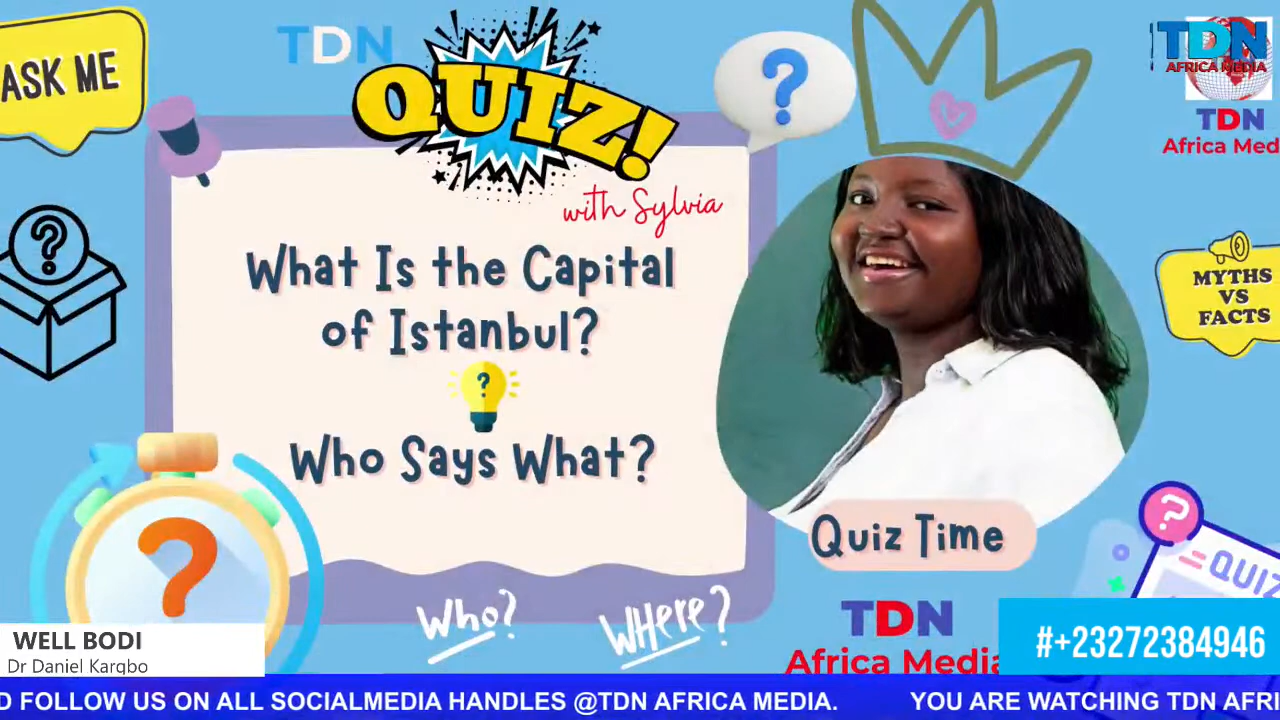 ASK ME
TDN
QUIZ!
with Sylvia
What Is the Capital
of Istanbul?
Who Says What?
TDN
AFRICA MEDIA
TDN
Africa Med
MYTHS
VS
FACTS
Quiz Time
QUIZ
Who?
WHere?
TDN
Africa Media
WELL BODI
Dr Daniel Kargbo
#+23272384946
D FOLLOW US ON ALL SOCIALMEDIA HANDLES @TDN AFRICA MEDIA. YOU ARE WATCHING TDN AFRI